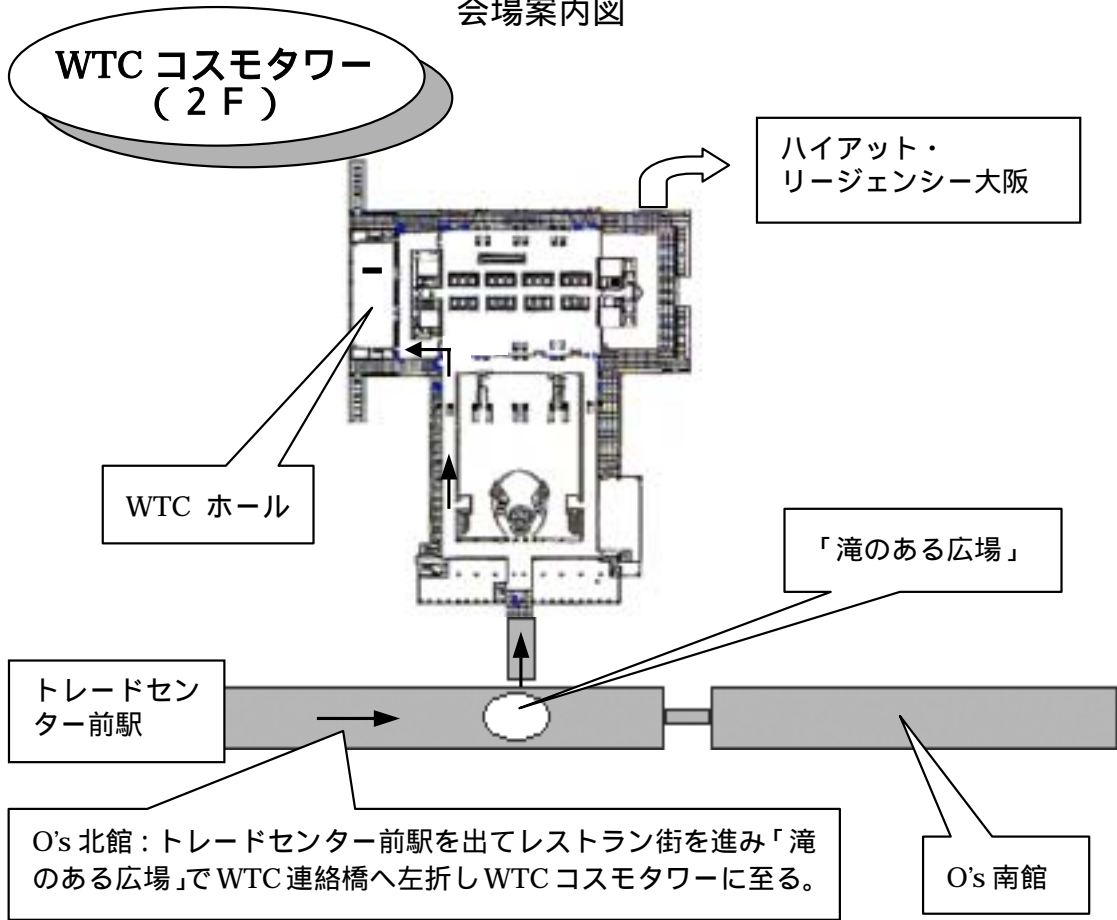 会場案内図
WTC コスモタワー
(２Ｆ)
ハイアット・
リージェンシー大阪
WTC ホール
「滝のある広場」
トレードセン
ター前駅
O's 北館：トレードセンター前駅を出てレストラン街を進み「滝
のある広場」でWTC連絡橋へ左折しWTCコスモタワーに至る。
O's 南館